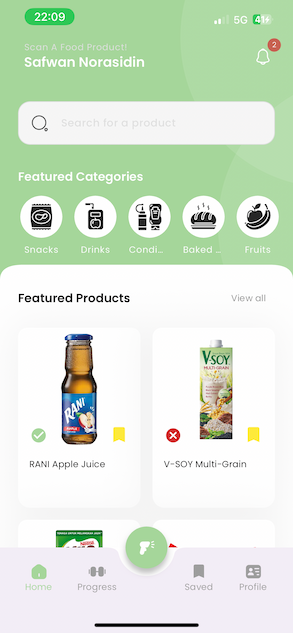 22:09
5G 41
Scan A Food Product!
Safwan Norasidin
2
Search for a product
Featured Categories
Snacks Drinks Condi... Baked ... Fruits
Featured Products View all
RANI
V-SOY
MULTI-GRAIN
RANI Apple Juice V-SOY Multi-Grain
Home Progress Saved Profile